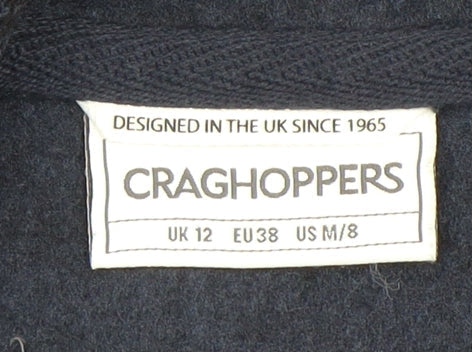 DESIGNED IN THE UK SINCE 1965
CRAGHOPPERS
UK 12 EU 38 US M/8